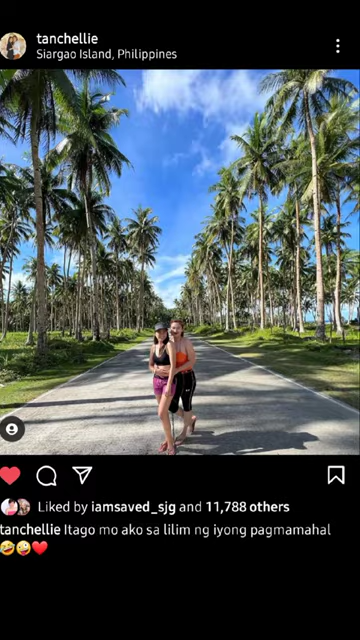 tanchellie
Siargao Island, Philippines
Liked by iamsaved_sjg and 11,788 others
tanchellie Itago mo ako sa lilim ng iyong pagmamahal
🤪🤪❤️